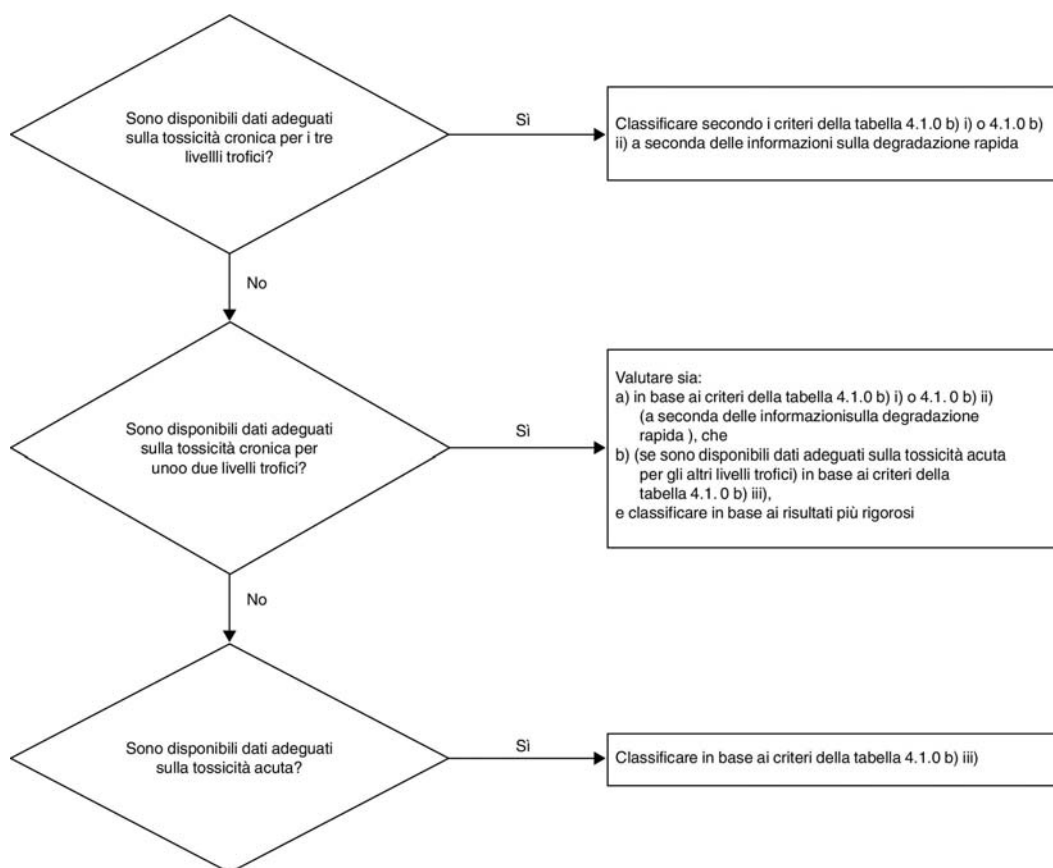 Sono disponibili dati adeguati
sulla tossicità cronica per i tre
livellli trofici?
Sì
Classificare secondo i criteri della tabella 4.1.0 b) i) o 4.1.0 b)
ii) a seconda delle informazioni sulla degradazione rapida
No
Sono disponibili dati adeguati
sulla tossicità cronica per
unoo due livelli trofici?
Sì
Valutare sia:
a) in base ai criteri della tabella 4.1.0 b) i) o 4.1. 0 b) ii)
(a seconda delle informazionisulla degradazione
rapida ), che
b) (se sono disponibili dati adeguati sulla tossicità acuta
per gli altri livelli trofici) in base ai criteri della
tabella 4.1. 0 b) iii),
e classificare in base ai risultati più rigorosi
No
Sono disponibili dati adeguati
sulla tossicità acuta?
Sì
Classificare in base ai criteri della tabella 4.1.0 b) iii)